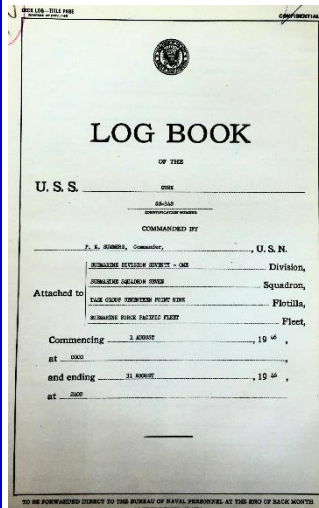 DECK LOG—TITLE PAGE
CONFIDENTIAL
LOG BOOK
OF THE
U. S. S. CUSK
SS-348
IDENTIFICATION NUMBER
COMMANDED BY
P. E. SUMMERS, Commander, , U. S. N.
Attached to
SUBMARINE DIVISION SEVENTY - ONE Division,
SUBMARINE SQUADRON SEVEN Squadron,
TASK GROUP SEVENTEEN POINT NINE Flotilla,
SUBMARINE FORCE PACIFIC FLEET Fleet,
Commencing 1 AUGUST , 19 46 ,
at 0000 ,
and ending 31 AUGUST , 19 46 ,
at 2400
TO BE FORWARDED DIRECT TO THE BUREAU OF NAVAL PERSONNEL AT THE END OF EACH MONTH